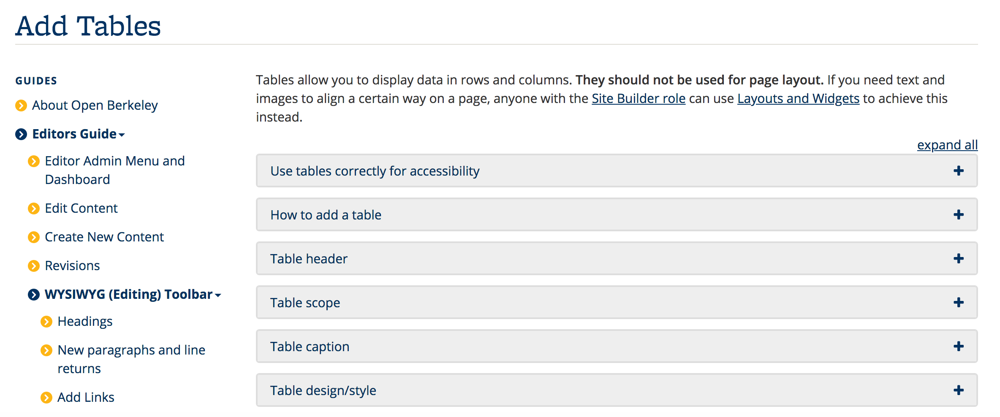 Add Tables
GUIDES
About Open Berkeley
Editors Guide
Editor Admin Menu and
Dashboard
Edit Content
Create New Content
Revisions
WYSIWYG (Editing) Toolbar
Headings
New paragraphs and line
returns
Add Links
Tables allow you to display data in rows and columns. They should not be used for page layout. If you need text and
images to align a certain way on a page, anyone with the Site Builder role can use Layouts and Widgets to achieve this
instead.
expand all
Use tables correctly for accessibility
How to add a table
Table header
Table scope
Table caption
Table design/style